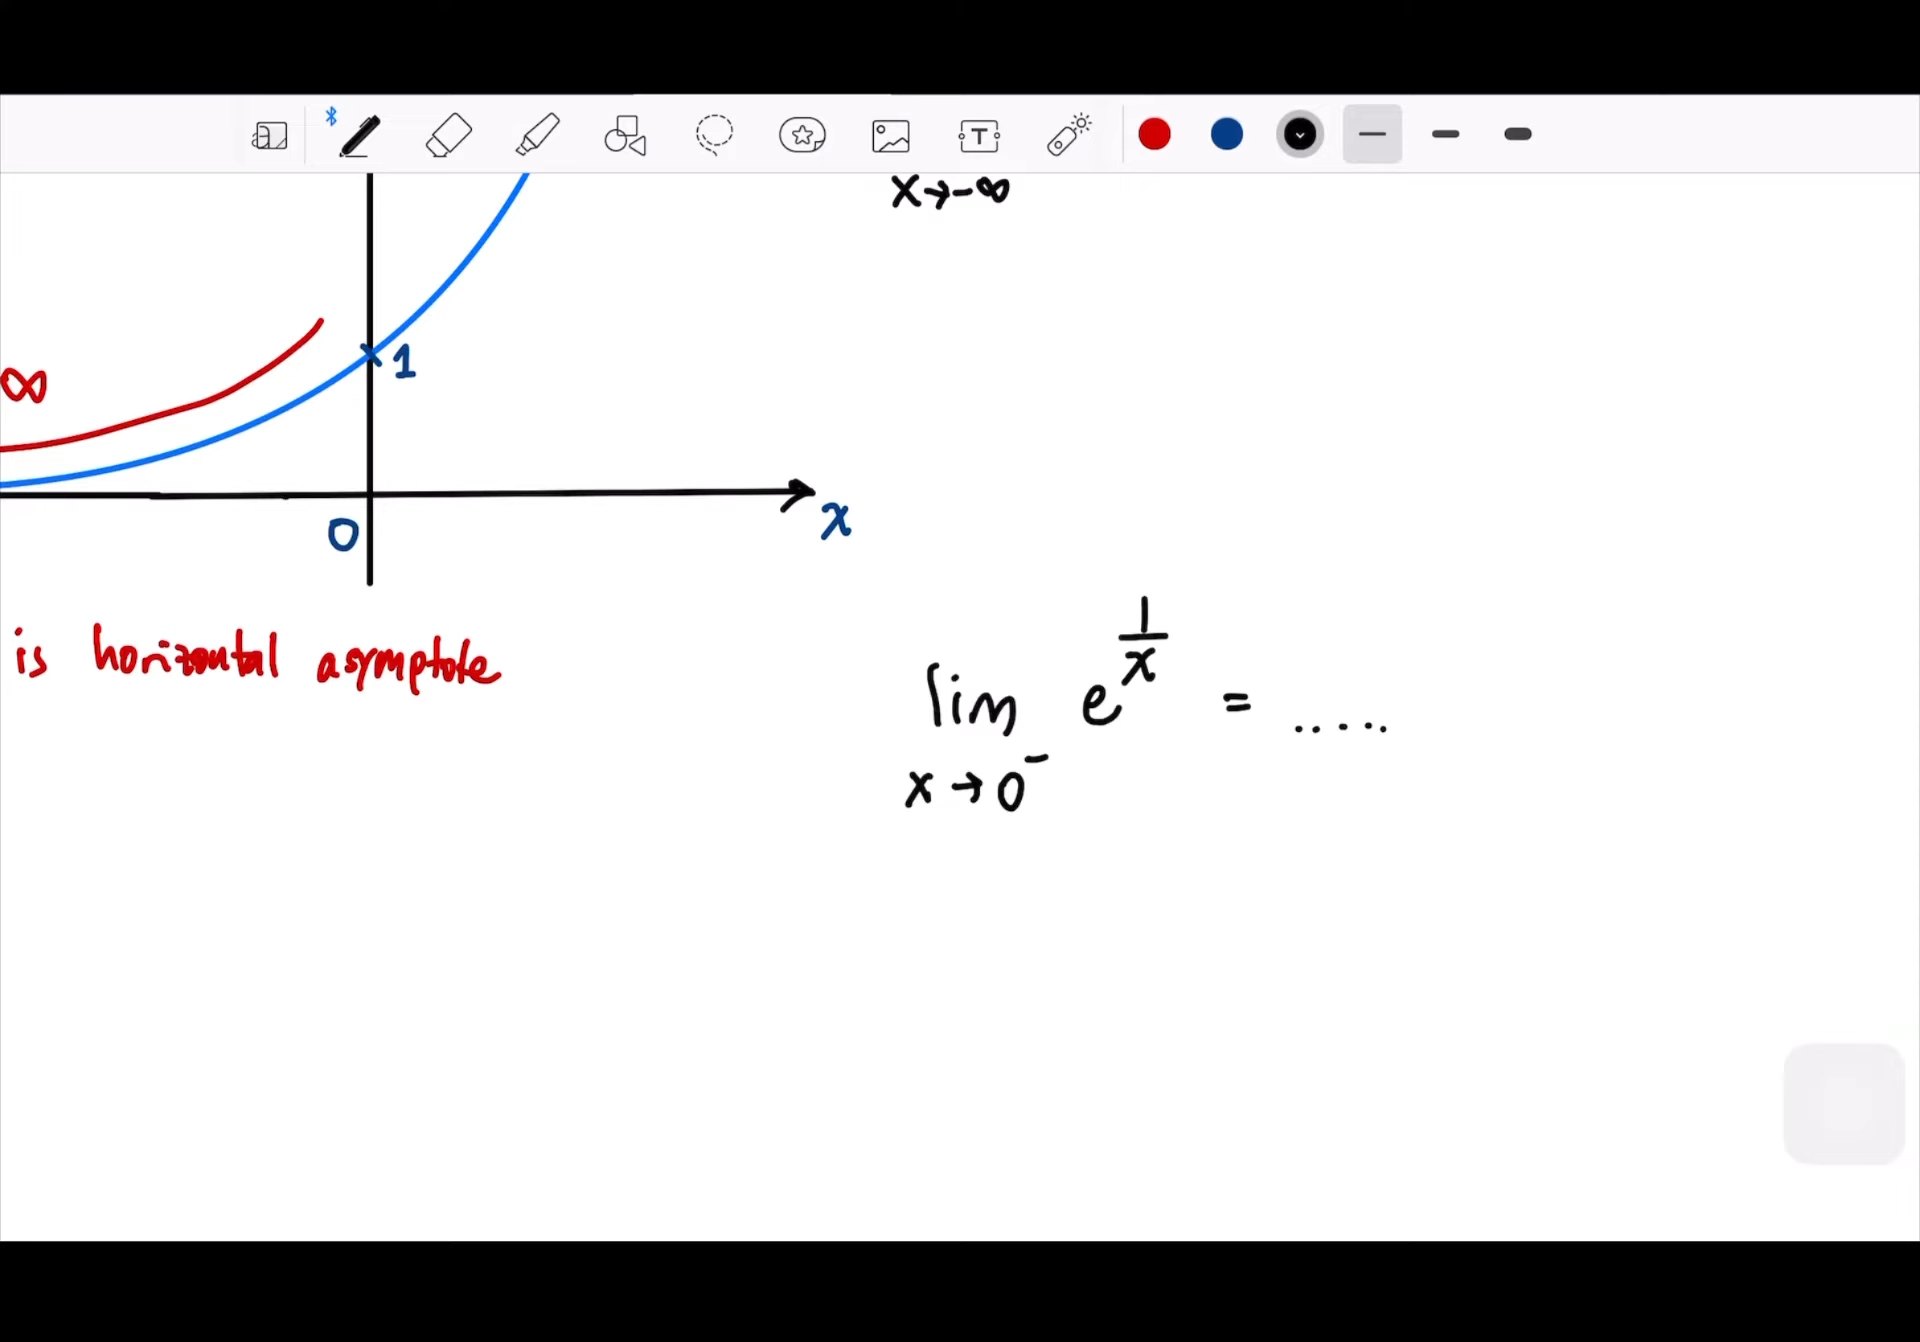 x→-∞
∞
1
0
x
is horizontal asymptote
lim e^(1/x) = .....
x→0⁻